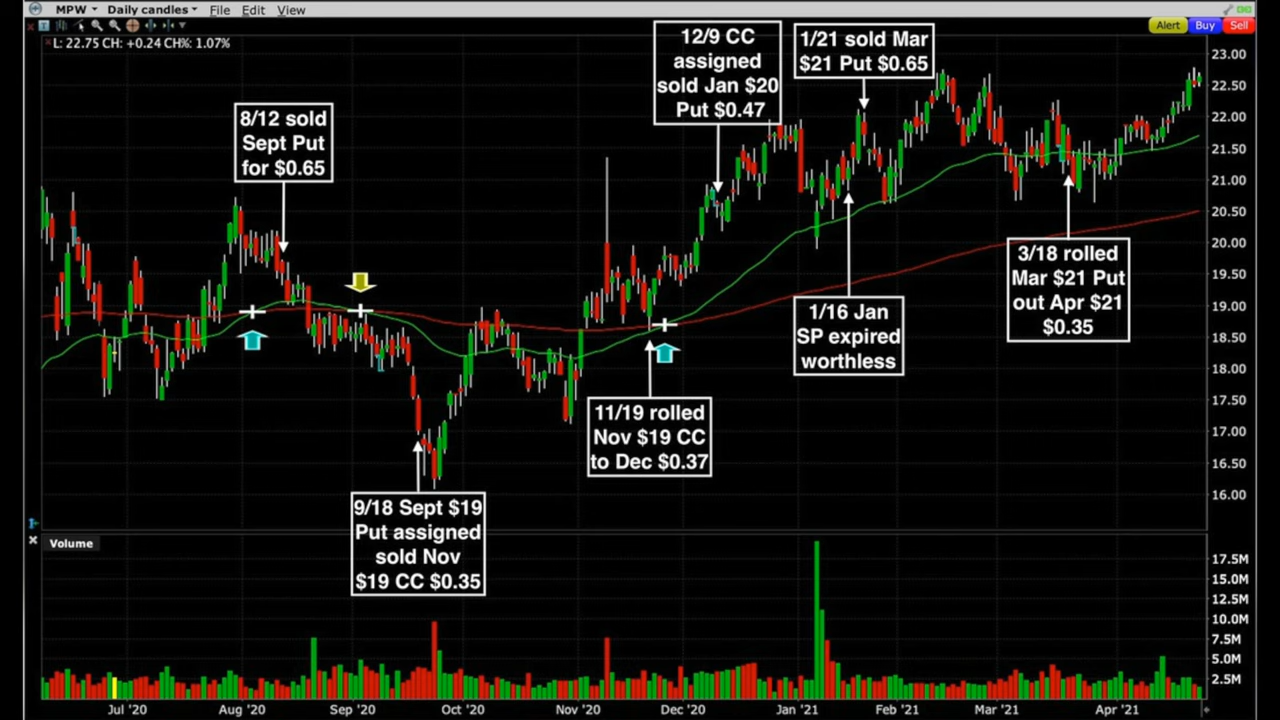 MPW Daily candles File Edit View
Alert Buy Sell
L: 22.75 CH: +0.24 CH%: 1.07%
8/12 sold
Sept Put
for $0.65
12/9 CC
assigned
sold Jan $20
Put $0.47
1/21 sold Mar
$21 Put $0.65
9/18 Sept $19
Put assigned
sold Nov
$19 CC $0.35
11/19 rolled
Nov $19 CC
to Dec $0.37
1/16 Jan
SP expired
worthless
3/18 rolled
Mar $21 Put
out Apr $21
$0.35
23.00
22.50
22.00
21.50
21.00
20.50
20.00
19.50
19.00
18.50
18.00
17.50
17.00
16.50
16.00
Volume
17.5M
15.0M
12.5M
10.0M
7.5M
5.0M
2.5M
Jul '20 Aug '20 Sep '20 Oct '20 Nov '20 Dec '20 Jan '21 Feb '21 Mar '21 Apr '21